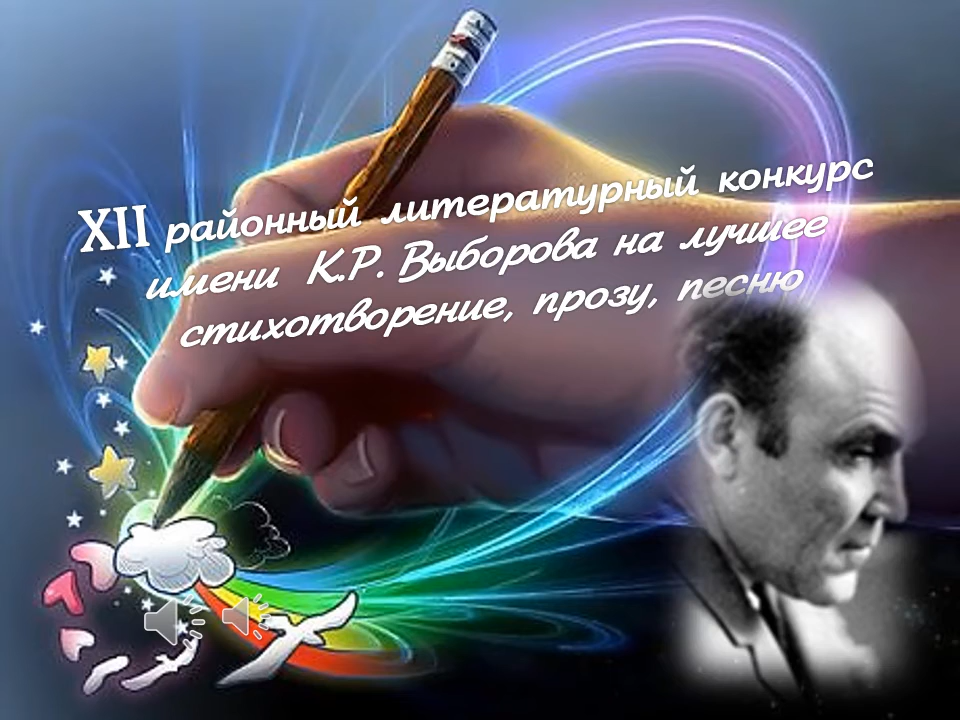 XII районный литературный конкурс
имени К.Р. Выборова на лучшее
стихотворение, прозу, песню